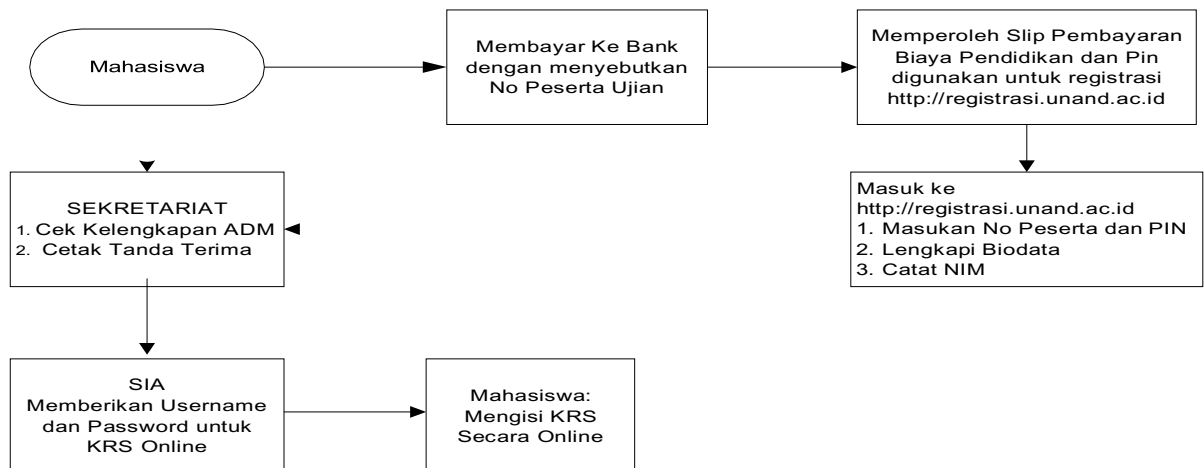 Mahasiswa
Membayar Ke Bank
dengan menyebutkan
No Peserta Ujian
Memperoleh Slip Pembayaran
Biaya Pendidikan dan Pin
digunakan untuk registrasi
http://registrasi.unand.ac.id
Masuk ke
http://registrasi.unand.ac.id
1. Masukan No Peserta dan PIN
2. Lengkapi Biodata
3. Catat NIM
SEKRETARIAT
1. Cek Kelengkapan ADM
2. Cetak Tanda Terima
SIA
Memberikan Username
dan Password untuk
KRS Online
Mahasiswa:
Mengisi KRS
Secara Online